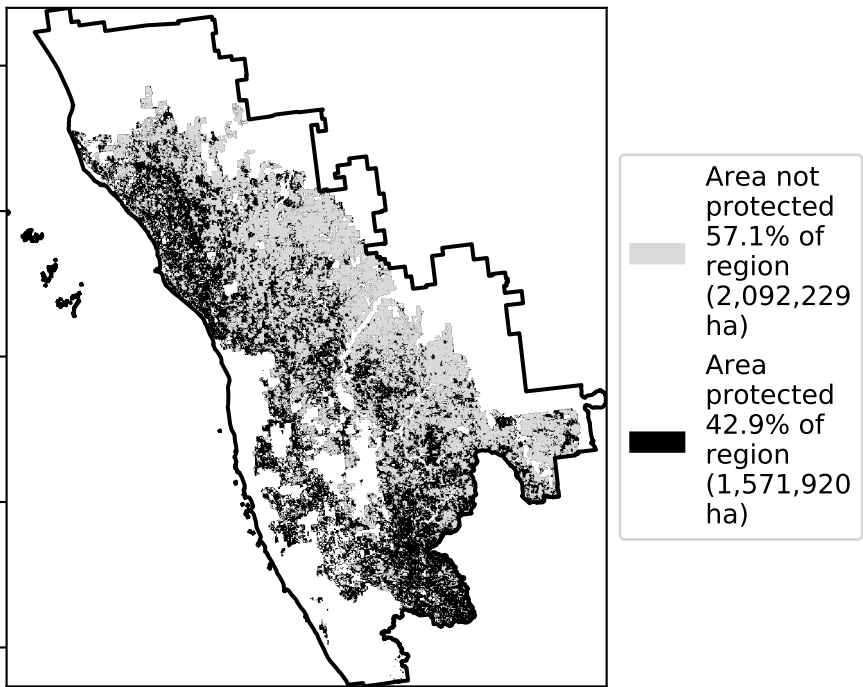 Area not
protected
57.1% of
region
(2,092,229
ha)
Area
protected
42.9% of
region
(1,571,920
ha)